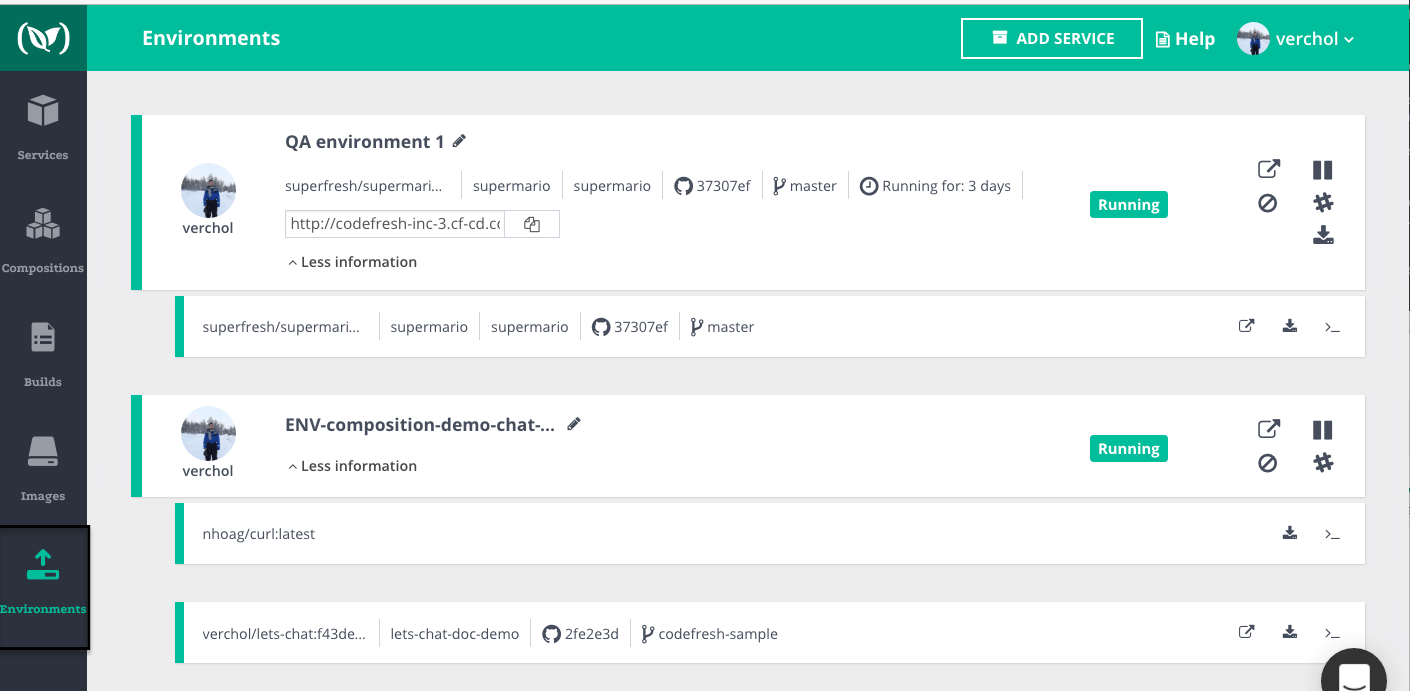 Environments
ADD SERVICE
Help
verchol
Services
Compositions
Builds
Images
Environments
QA environment 1
verchol
superfresh/supermari... supermario supermario 37307ef master Running for: 3 days
http://codefresh-inc-3.cf-cd.cc
Less information
Running
superfresh/supermari... supermario supermario 37307ef master
>_
ENV-composition-demo-chat-...
verchol
Less information
Running
nhoag/curl:latest
>_
verchol/lets-chat:f43de... lets-chat-doc-demo 2fe2e3d codefresh-sample
>_